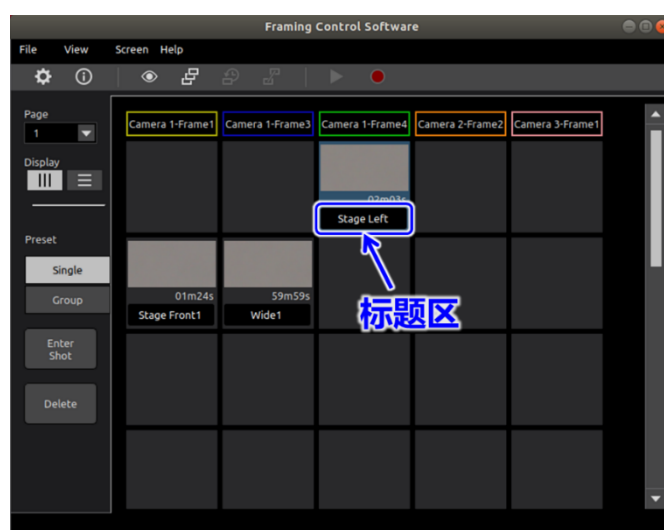 Framing Control Software
File View Screen Help
Page
1
Display
Preset
Single
Group
Enter
Shot
Delete
Camera 1-Frame1 Camera 1-Frame3 Camera 1-Frame4 Camera 2-Frame2 Camera 3-Frame1
02m03s
Stage Left
01m24s 59m59s
Stage Front1 Wide1
标题区